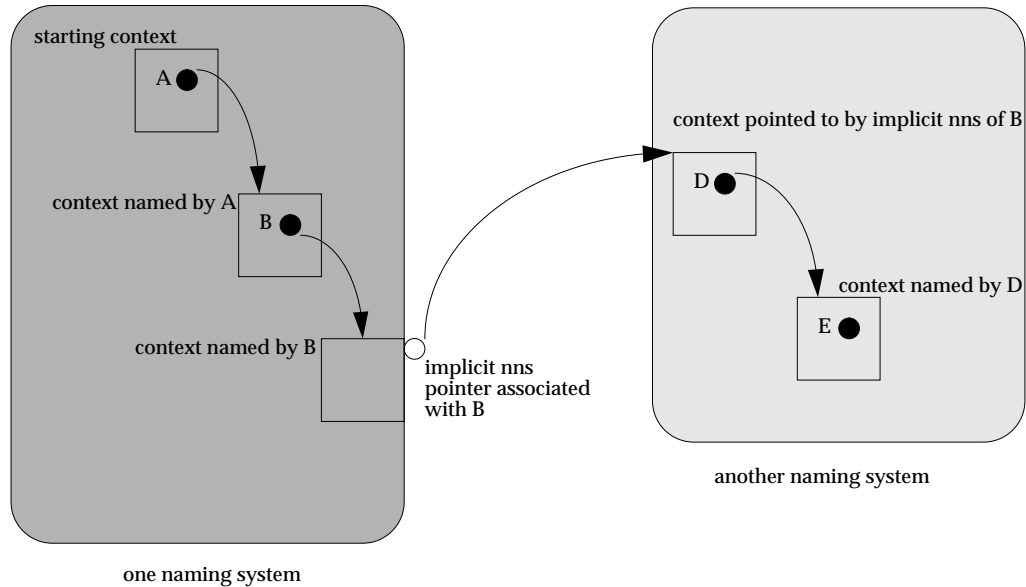 starting context
A
context named by A
B
context named by B
implicit nns
pointer associated
with B
one naming system
context pointed to by implicit nns of B
D
context named by D
E
another naming system